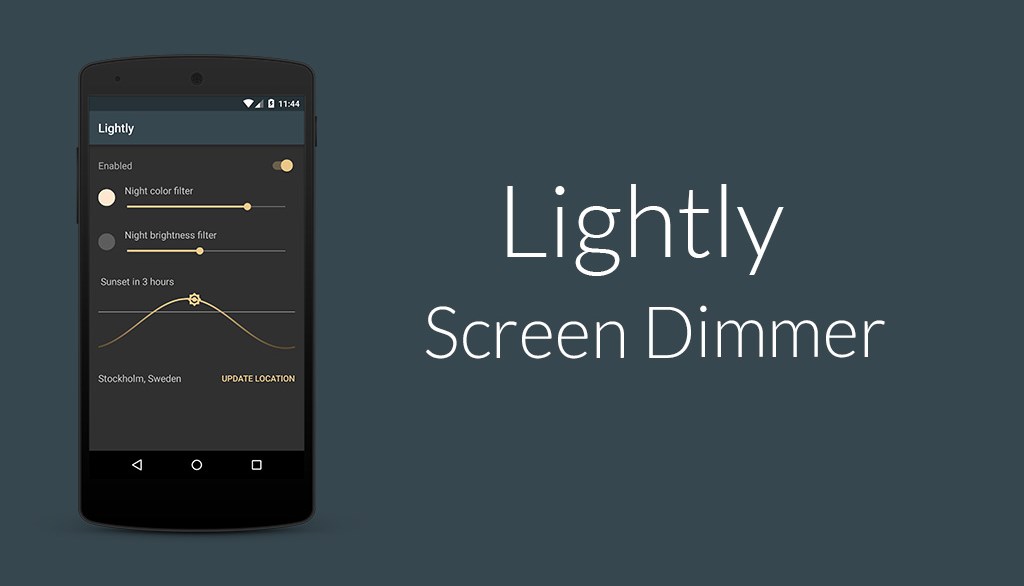 11:44
Lightly
Enabled
Night color filter
Night brightness filter
Sunset in 3 hours
Stockholm, Sweden UPDATE LOCATION
Lightly
Screen Dimmer